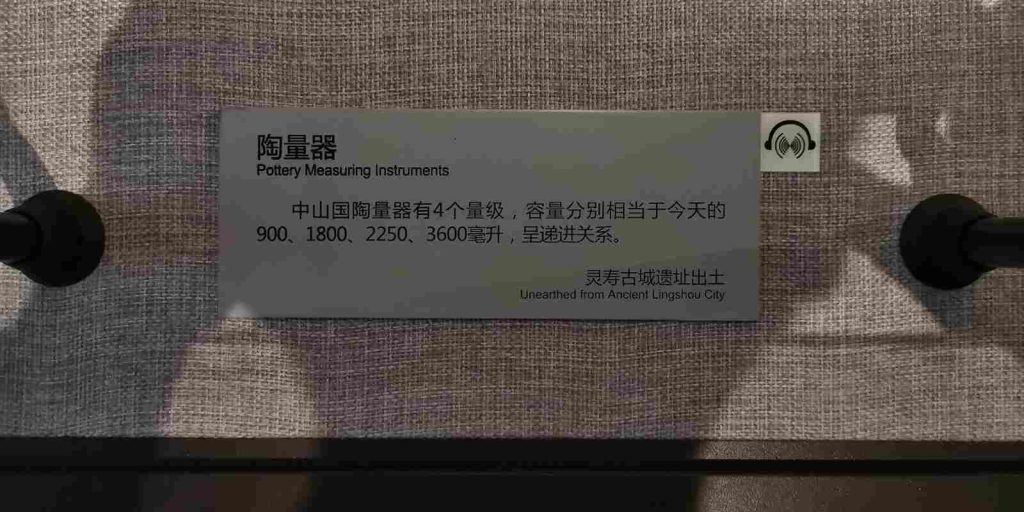 陶量器
Pottery Measuring Instruments
中山国陶量器有4个量级，容量分别相当于今天的
900、1800、2250、3600毫升，呈递进关系。
灵寿古城遗址出土
Unearthed from Ancient Lingshou City